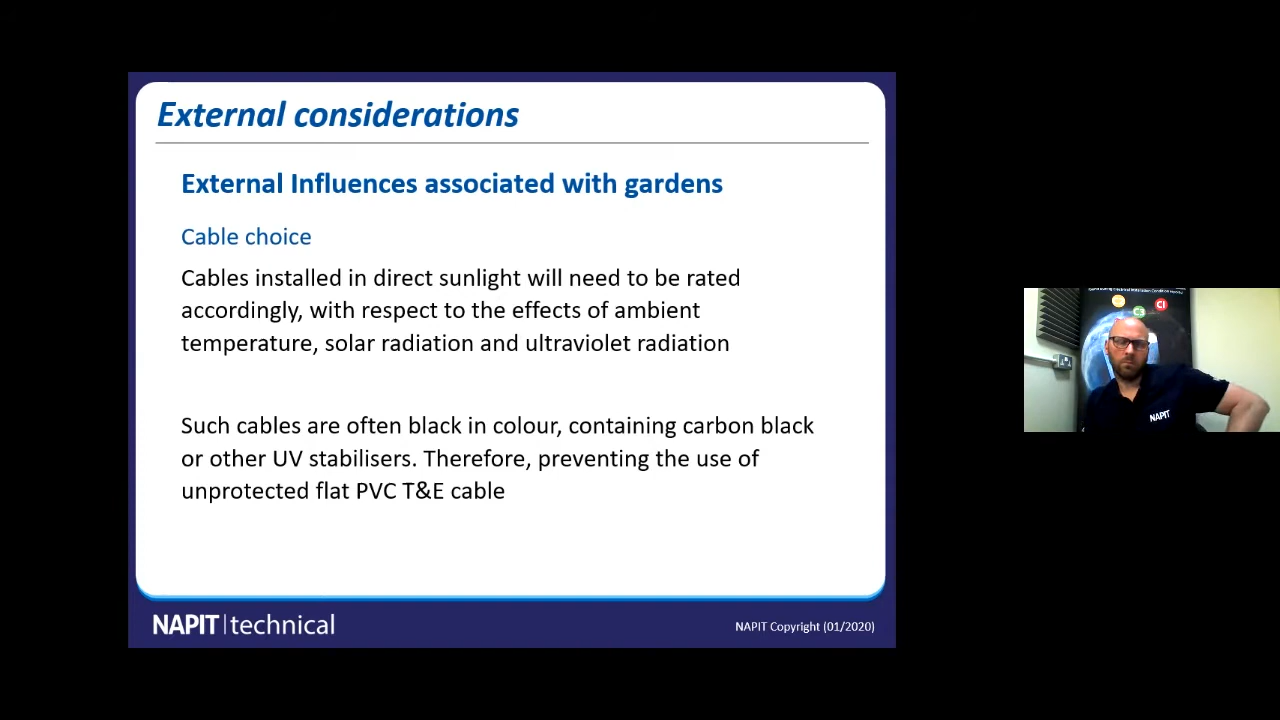 External considerations
External Influences associated with gardens
Cable choice
Cables installed in direct sunlight will need to be rated
accordingly, with respect to the effects of ambient
temperature, solar radiation and ultraviolet radiation
Such cables are often black in colour, containing carbon black
or other UV stabilisers. Therefore, preventing the use of
unprotected flat PVC T&E cable
NAPIT | technical
NAPIT Copyright (01/2020)
C3
C1
NAPIT